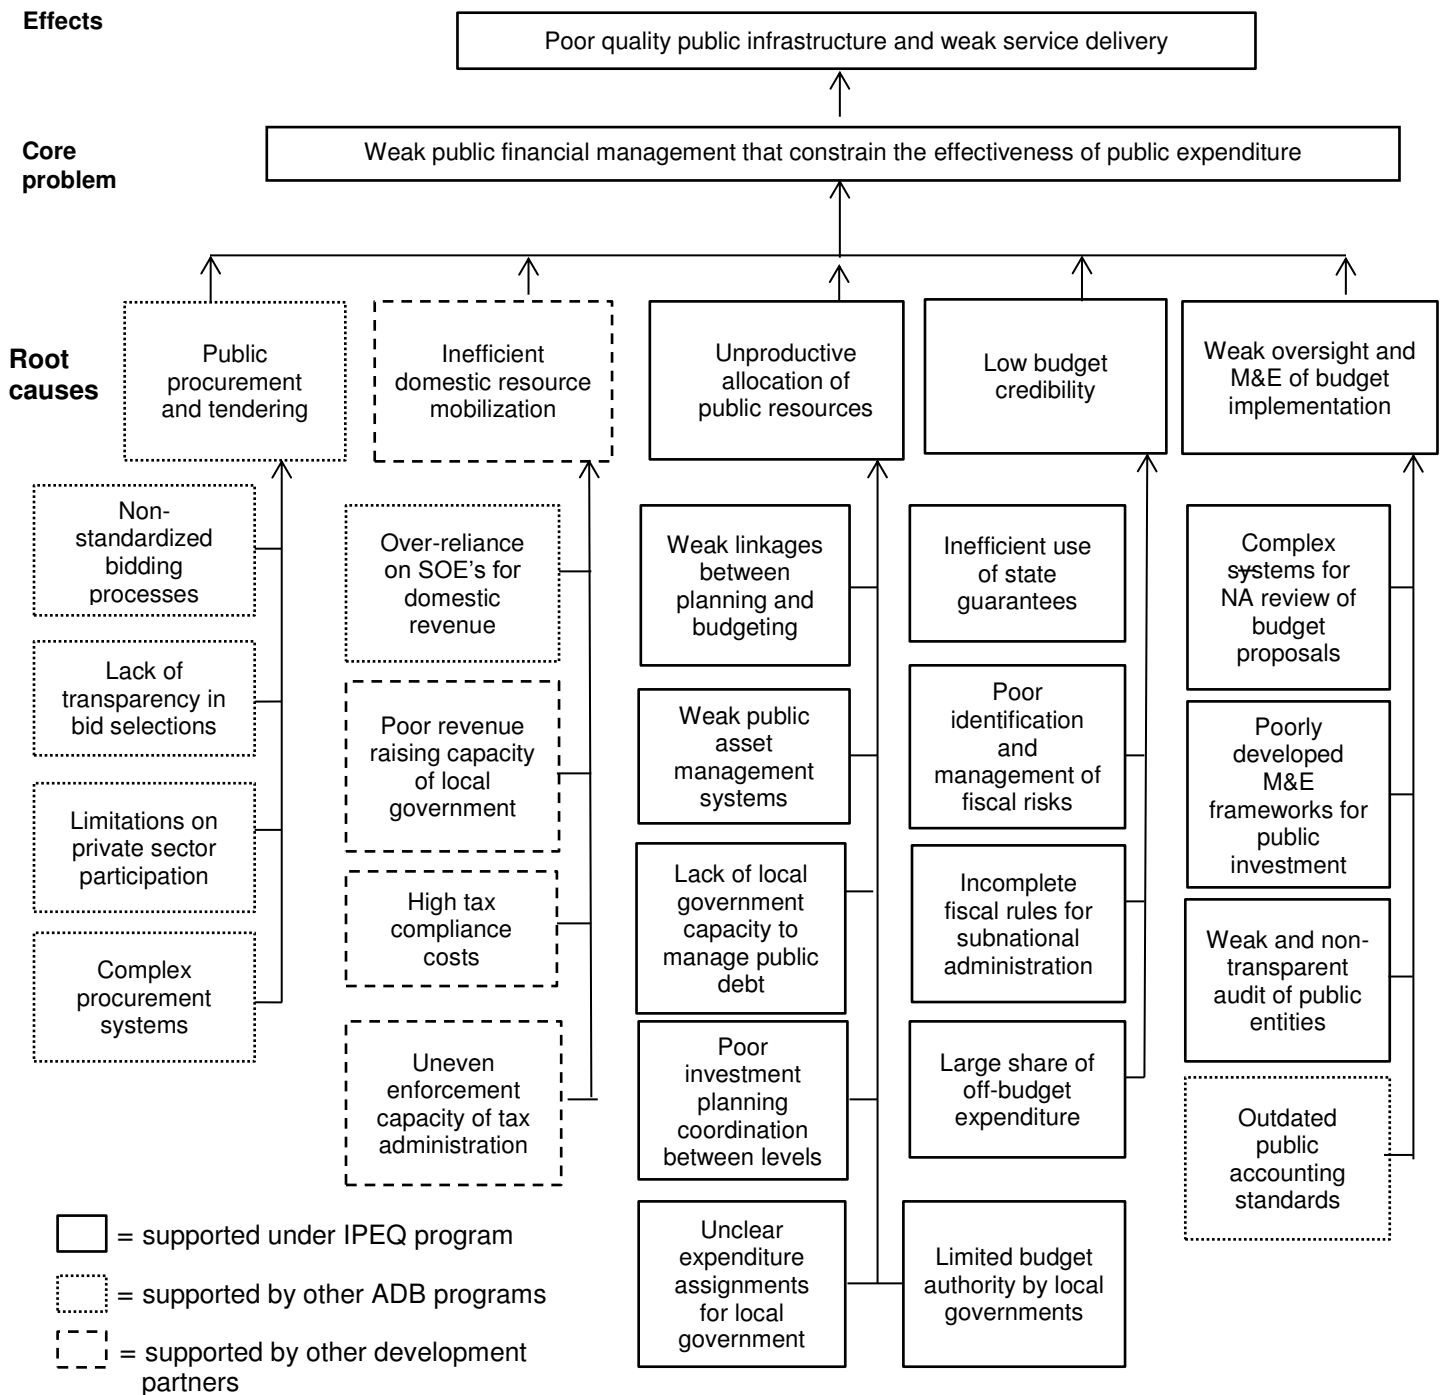 Effects
Poor quality public infrastructure and weak service delivery
Core
problem
Weak public financial management that constrain the effectiveness of public expenditure
Root
causes
Public
procurement
and tendering
Inefficient
domestic resource
mobilization
Unproductive
allocation of
public resources
Low budget
credibility
Weak oversight and
M&E of budget
implementation
Non-
standardized
bidding
processes
Lack of
transparency in
bid selections
Limitations on
private sector
participation
Complex
procurement
systems
Over-reliance
on SOE's for
domestic
revenue
Poor revenue
raising capacity
of local
government
High tax
compliance
costs
Uneven
enforcement
capacity of tax
administration
Weak linkages
between
planning and
budgeting
Weak public
asset
management
systems
Lack of local
government
capacity to
manage public
debt
Poor
investment
planning
coordination
between levels
Unclear
expenditure
assignments
for local
government
Inefficient use
of state
guarantees
Poor
identification
and
management of
fiscal risks
Incomplete
fiscal rules for
subnational
administration
Large share of
off-budget
expenditure
Limited budget
authority by local
governments
Complex
systems for
NA review of
budget
proposals
Poorly
developed
M&E
frameworks for
public
investment
Weak and non-
transparent
audit of public
entities
Outdated
public
accounting
standards
= supported under IPEQ program
= supported by other ADB programs
= supported by other development
partners